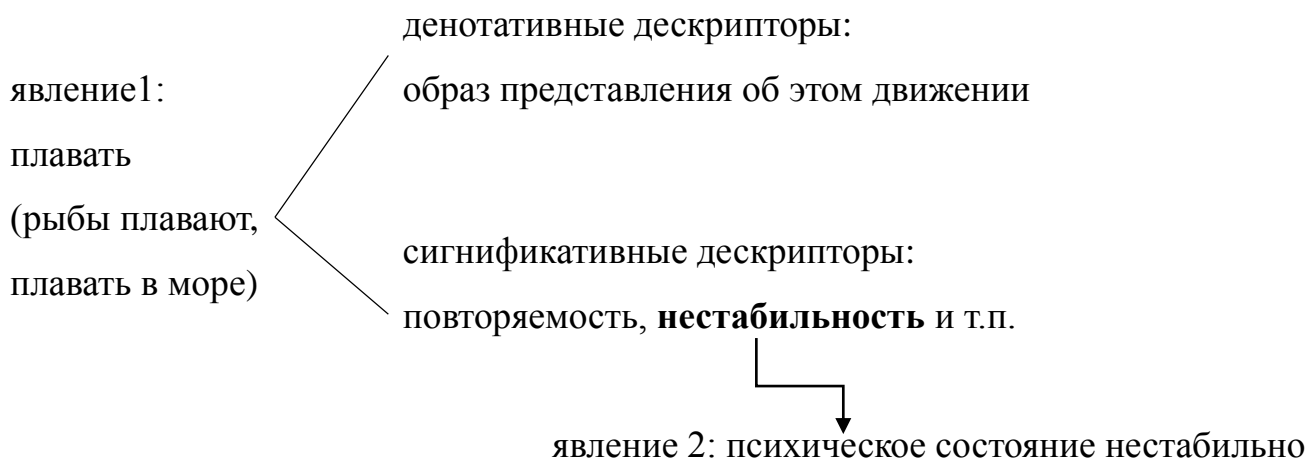 денотативные дескрипторы:
явление1:
образ представления об этом движении
плавать
(рыбы плавают,
плавать в море)
сигнификативные дескрипторы:
повторяемость, нестабильность и т.п.
явление 2: психическое состояние нестабильно